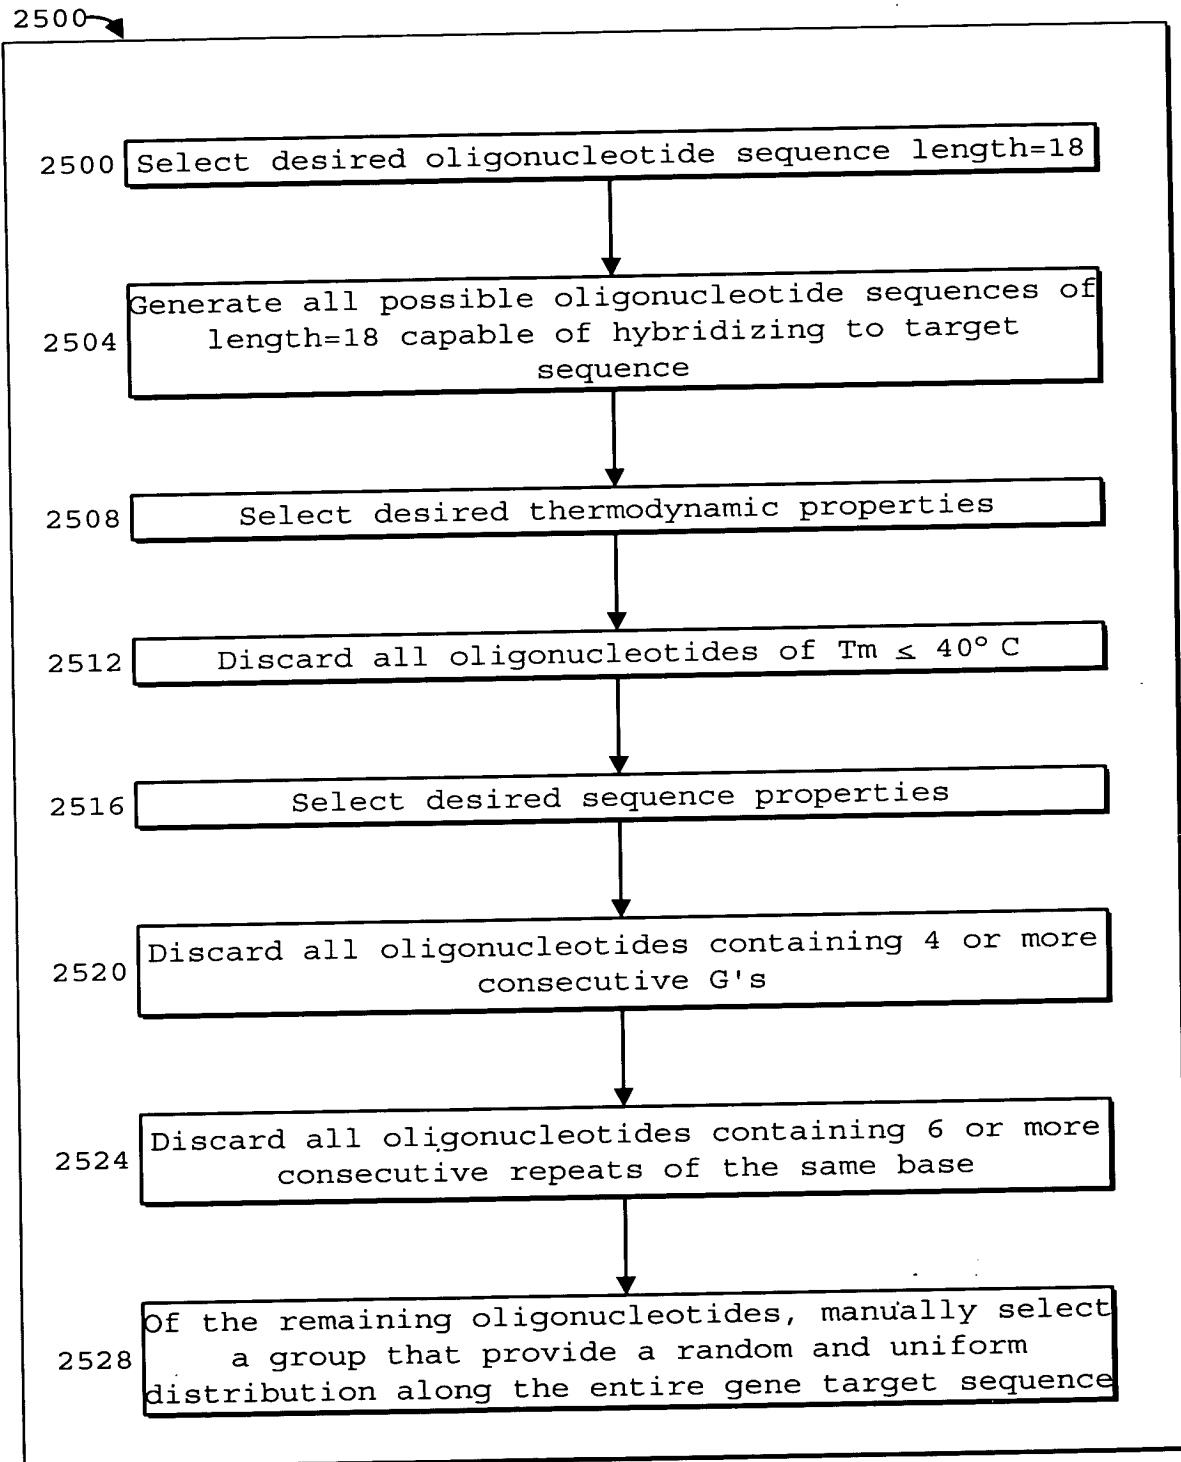 2500
2500 Select desired oligonucleotide sequence length=18
Generate all possible oligonucleotide sequences of
2504 length=18 capable of hybridizing to target
sequence
2508 Select desired thermodynamic properties
2512 Discard all oligonucleotides of Tm ≤ 40° C
2516 Select desired sequence properties
Discard all oligonucleotides containing 4 or more
2520 consecutive G's
Discard all oligonucleotides containing 6 or more
2524 consecutive repeats of the same base
Of the remaining oligonucleotides, manually select
2528 a group that provide a random and uniform
distribution along the entire gene target sequence